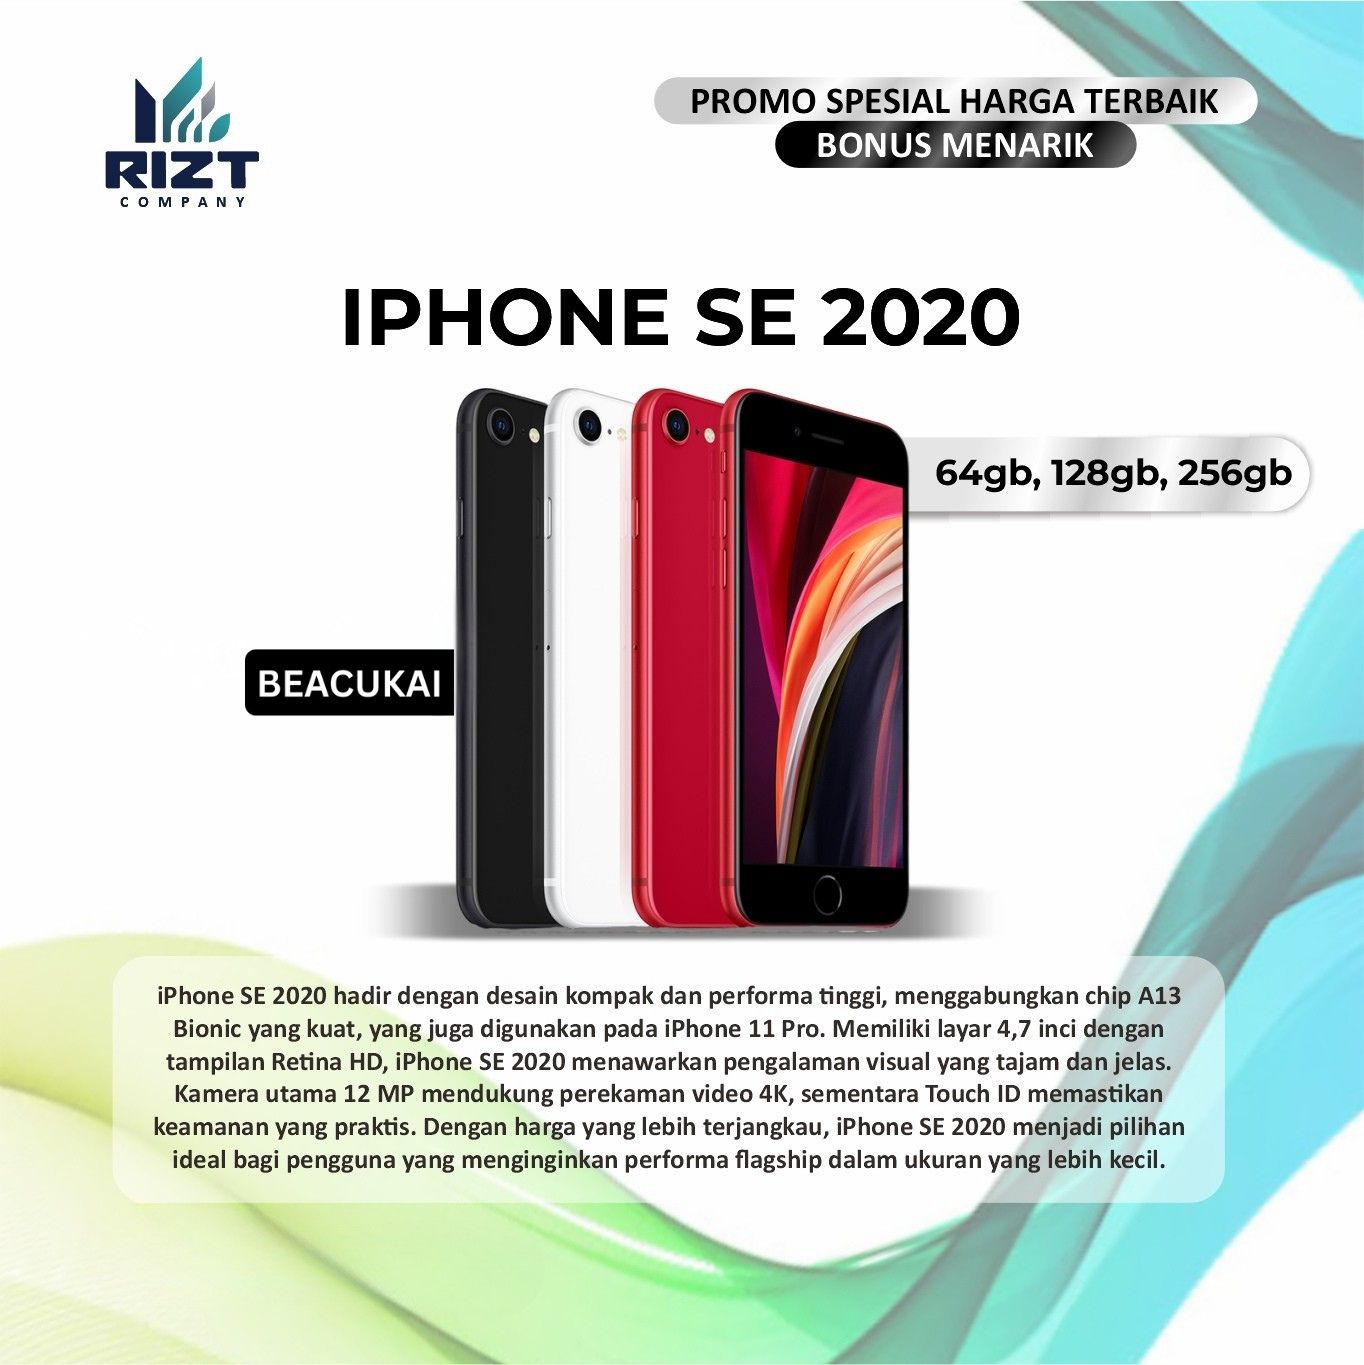 RIZT
COMPANY
PROMO SPESIAL HARGA TERBAIK
BONUS MENARIK
IPHONE SE 2020
64gb, 128gb, 256gb
BEACUKAI
iPhone SE 2020 hadir dengan desain kompak dan performa tinggi, menggabungkan chip A13
Bionic yang kuat, yang juga digunakan pada iPhone 11 Pro. Memiliki layar 4,7 inci dengan
tampilan Retina HD, iPhone SE 2020 menawarkan pengalaman visual yang tajam dan jelas.
Kamera utama 12 MP mendukung perekaman video 4K, sementara Touch ID memastikan
keamanan yang praktis. Dengan harga yang lebih terjangkau, iPhone SE 2020 menjadi pilihan
ideal bagi pengguna yang menginginkan performa flagship dalam ukuran yang lebih kecil.